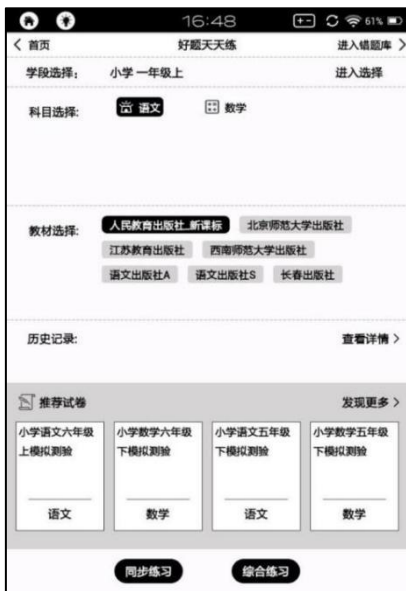 16:48 61%
首页 好题天天练 进入错题库
学段选择: 小学 一年级上 进入选择
科目选择: 语文 数学
教材选择: 人民教育出版社_新课标 北京师范大学出版社
江苏教育出版社 西南师范大学出版社
语文出版社A 语文出版社S 长春出版社
历史记录: 查看详情
推荐试卷 发现更多
小学语文六年级 小学数学六年级 小学语文五年级 小学数学五年级
上模拟测验 下模拟测验 下模拟测验 下模拟测验
语文 数学 语文 数学
同步练习 综合练习